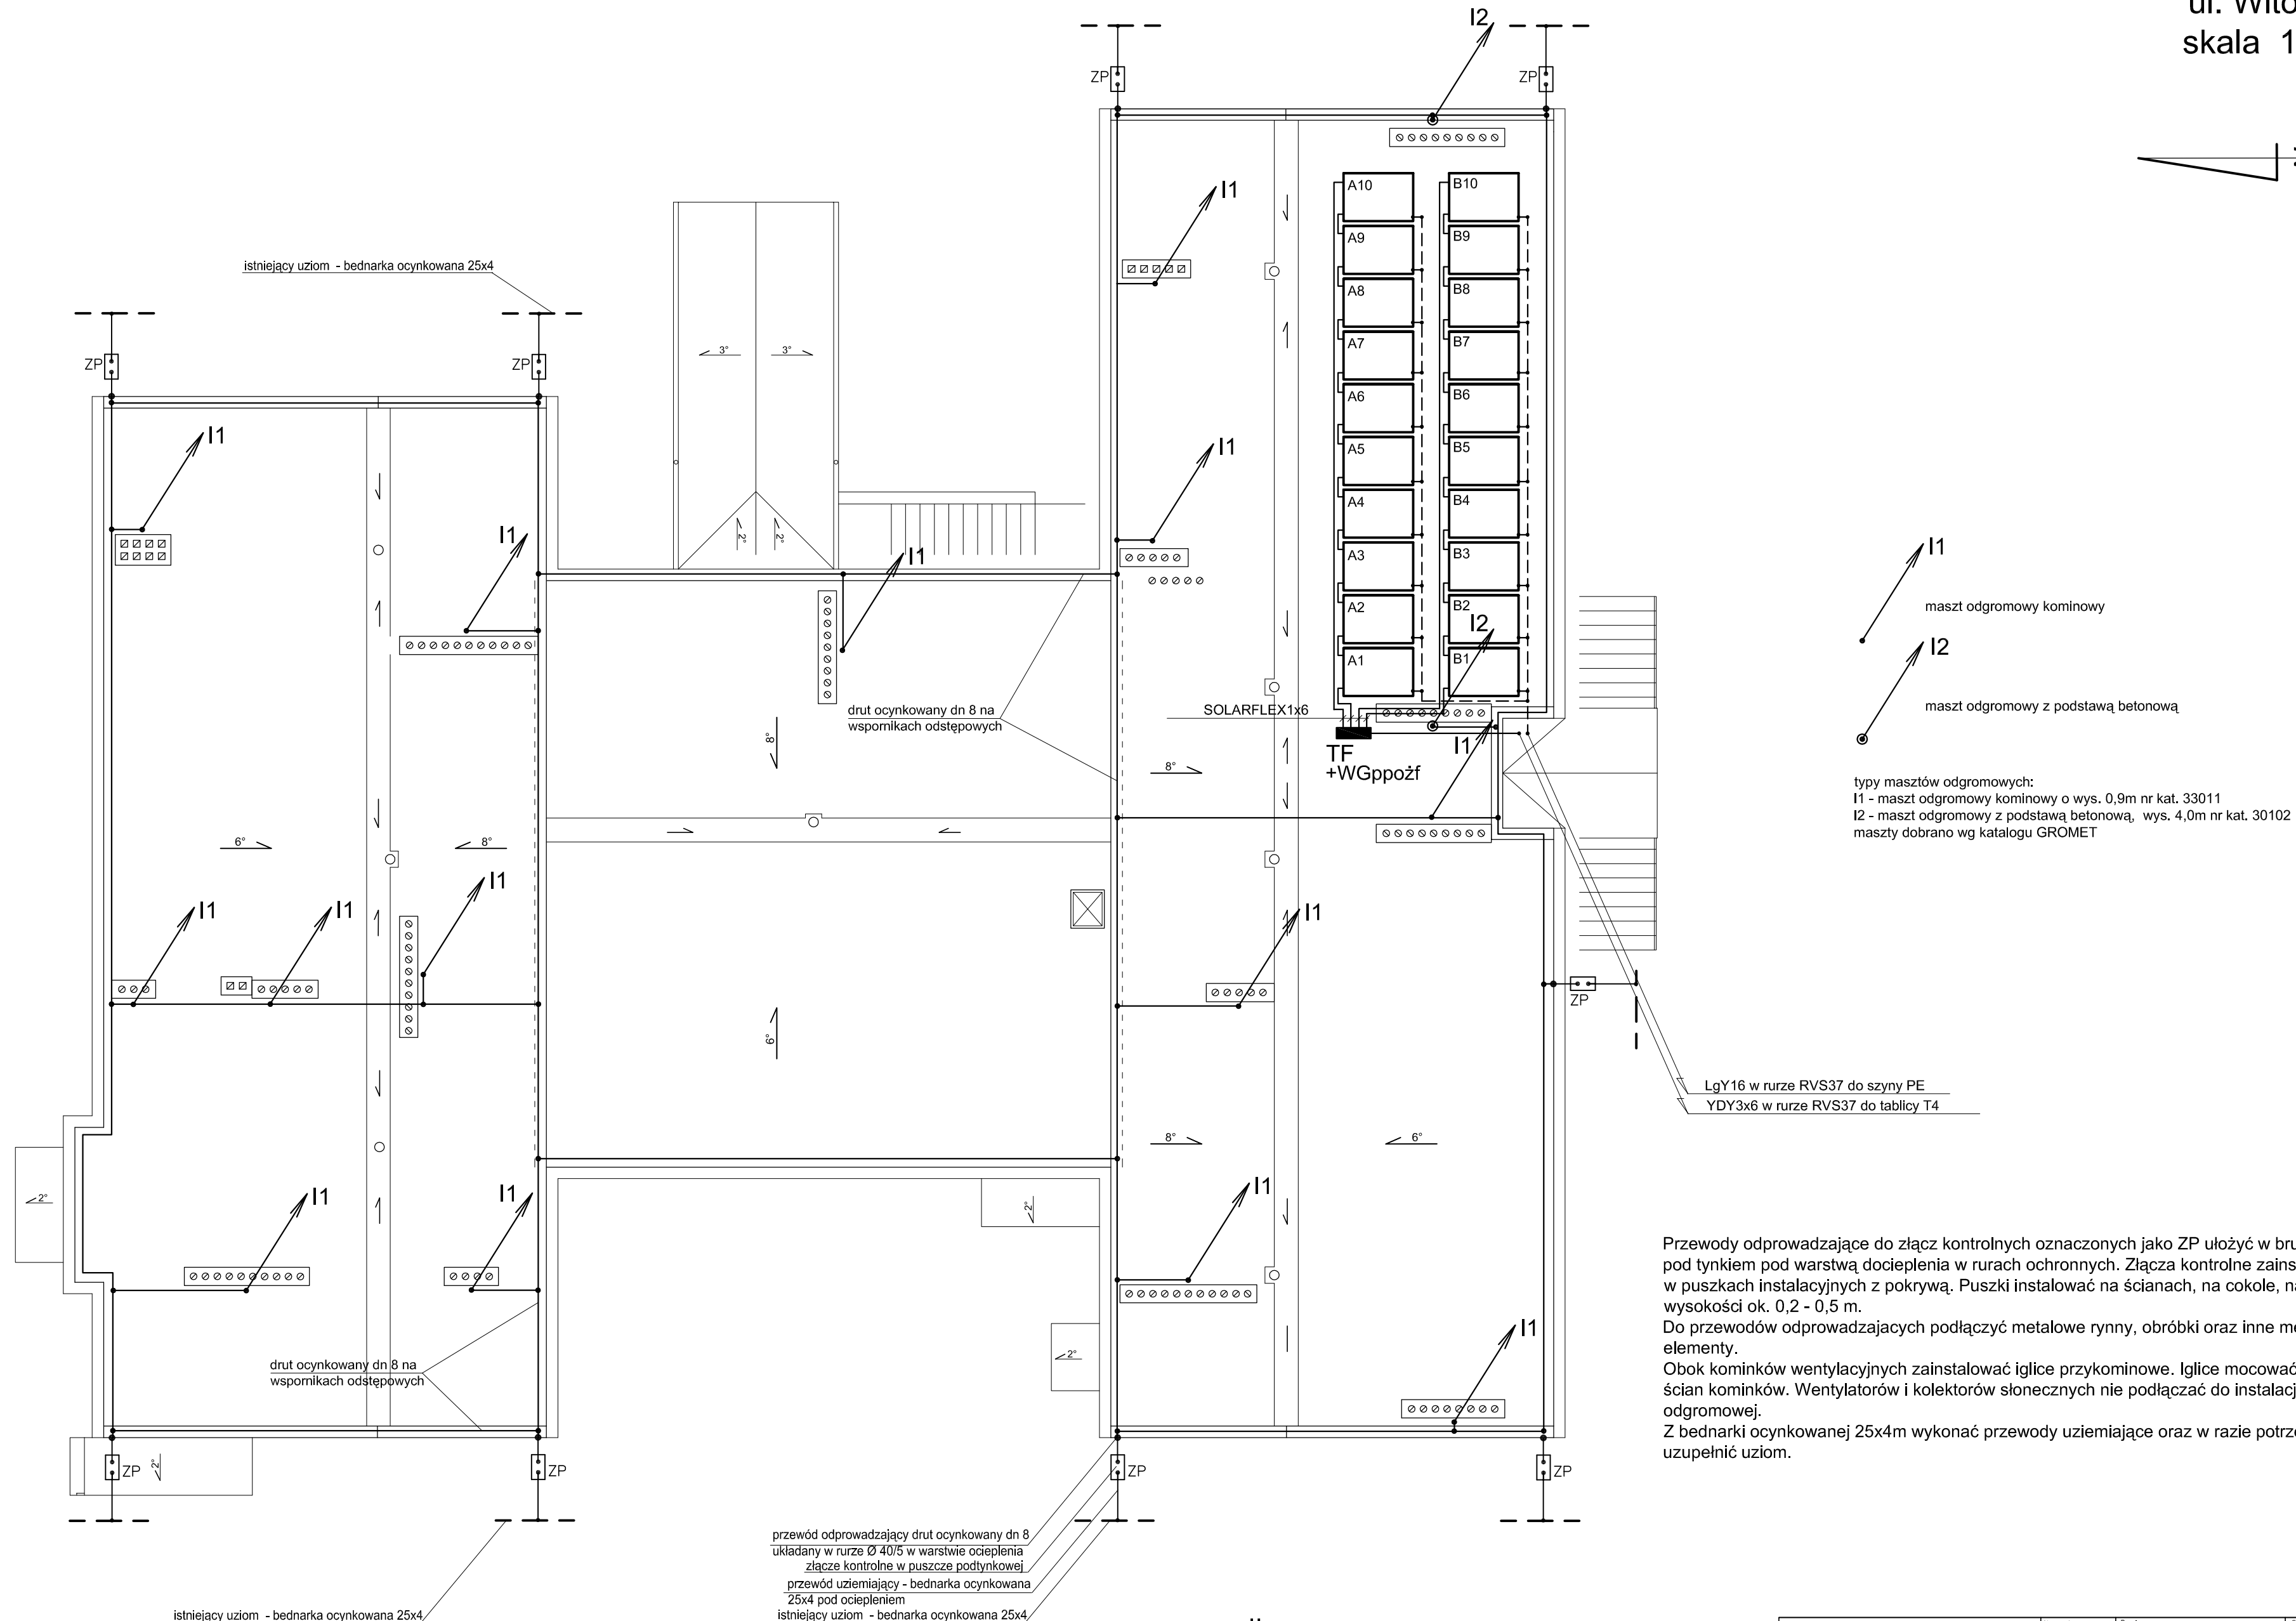 ul. Wito
skala 1
I2
ZP
ZP
I1
A10
B10
A9
B9
A8
B8
A7
B7
A6
B6
A5
B5
A4
B4
A3
B3
A2
B2
A1
B1
istniejący uziom - bednarka ocynkowana 25x4
ZP
ZP
3°
3°
I1
I1
I1
2°
2°
I1
I1
I2
SOLARFLEX1x6
TF
+WGppożf
I1
drut ocynkowany dn 8 na
wspornikach odstępowych
8°
8°
6°
8°
I1
I1
I1
I1
6°
ZP
I1
maszt odgromowy kominowy
I2
maszt odgromowy z podstawą betonową
typy masztów odgromowych:
I1 - maszt odgromowy kominowy o wys. 0,9m nr kat. 33011
I2 - maszt odgromowy z podstawą betonową, wys. 4,0m nr kat. 30102
maszty dobrano wg katalogu GROMET
LgY16 w rurze RVS37 do szyny PE
YDY3x6 w rurze RVS37 do tablicy T4
8°
6°
2°
I1
I1
2°
I1
I1
2°
drut ocynkowany dn 8 na
wspornikach odstępowych
ZP
2°
ZP
ZP
ZP
Przewody odprowadzające do złącz kontrolnych oznaczonych jako ZP ułożyć w bru
pod tynkiem pod warstwą docieplenia w rurach ochronnych. Złącza kontrolne zains
w puszkach instalacyjnych z pokrywą. Puszki instalować na ścianach, na cokole, na
wysokości ok. 0,2 - 0,5 m.
Do przewodów odprowadzajacych podłączyć metalowe rynny, obróbki oraz inne me
elementy.
Obok kominków wentylacyjnych zainstalować iglice przykominowe. Iglice mocować
ścian kominków. Wentylatorów i kolektorów słonecznych nie podłączać do instalacj
odgromowej.
Z bednarki ocynkowanej 25x4m wykonać przewody uziemiające oraz w razie potrze
uzupełnić uziom.
przewód odprowadzający drut ocynkowany dn 8
układany w rurze Ø 40/5 w warstwie ocieplenia
złącze kontrolne w puszce podtynkowej
przewód uziemiający - bednarka ocynkowana
25x4 pod ociepleniem
istniejący uziom - bednarka ocynkowana 25x4
istniejący uziom - bednarka ocynkowana 25x4